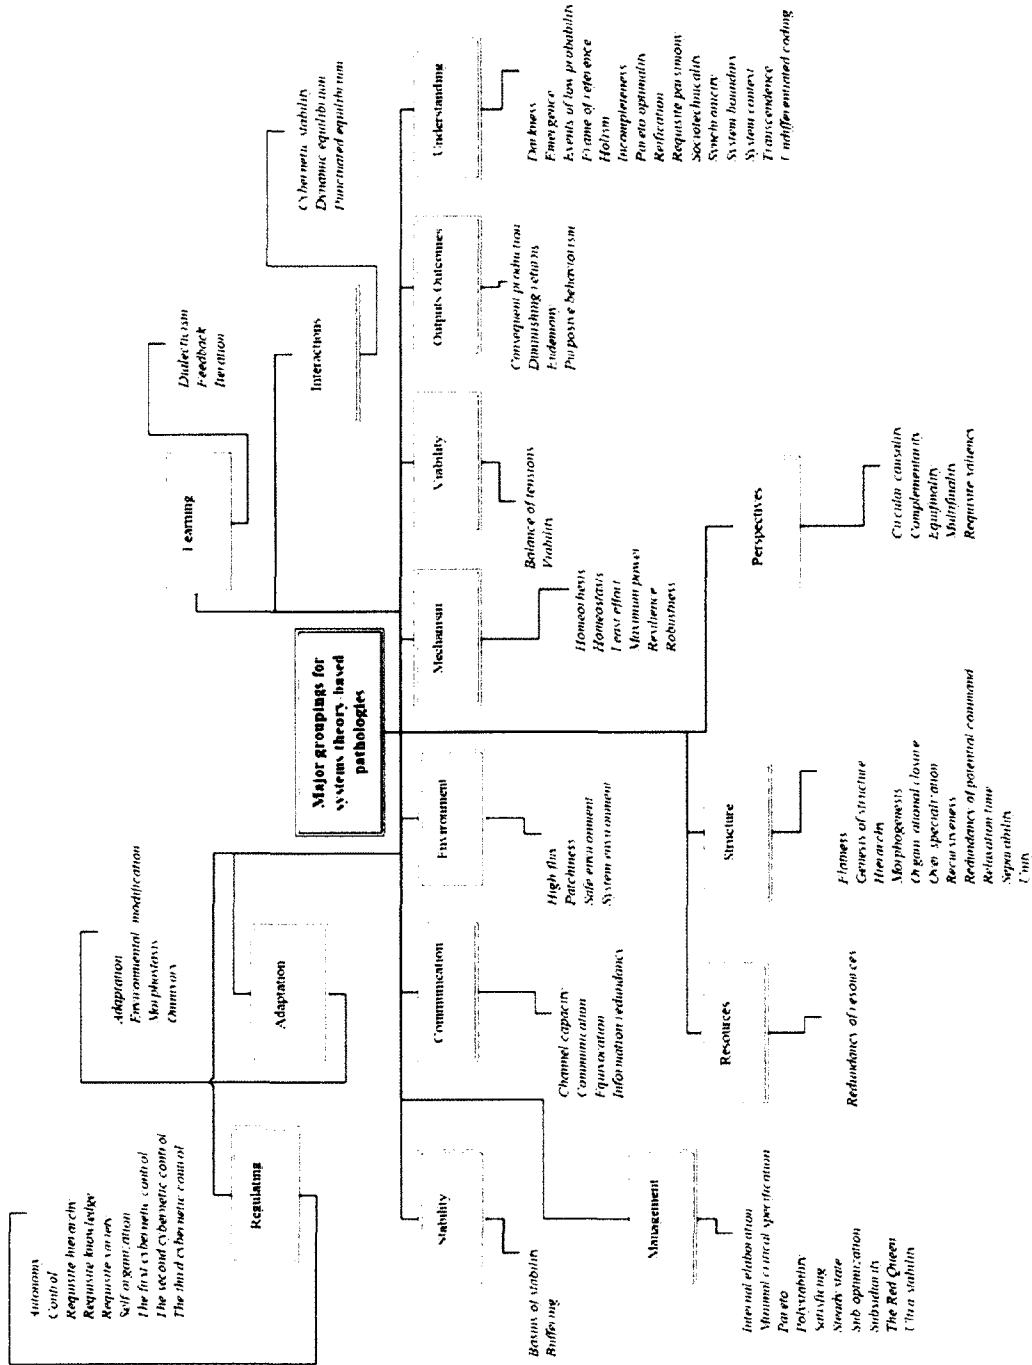 Major groupings for
systems theory-based
pathologies
Regulating
Autonomy
Control
Requisite hierarchy
Requisite knowledge
Requisite variety
Self organization
The first cybernetic control
The second cybernetic control
The third cybernetic control
Adaptation
Adaptation
Environmental modification
Morphostasis
Omnivory
Learning
Dialecticism
Feedback
Iteration
Interactions
Cybernetic stability
Dynamic equilibrium
Punctuated equilibrium
Stability
Basins of stability
Buffering
Communication
Channel capacity
Communication
Equivocation
Information redundancy
Environment
High flux
Patchiness
Safe environment
System environment
Mechanism
Homeorhesis
Homeostasis
Least effort
Maximum power
Resilience
Robustness
Viability
Balance of tensions
Viability
Outputs Outcomes
Consequent production
Diminishing returns
Eudemony
Purposive behaviorism
Understanding
Darkness
Emergence
Events of low probability
Frame of reference
Holism
Incompleteness
Pareto optimality
Reification
Requisite parsimony
Sociotechnicality
Synchronicity
System boundary
System context
Transcendence
Undifferentiated coding
Management
Internal elaboration
Minimal critical specification
Pareto
Polystability
Satisficing
Steady state
Sub optimization
Subsidiarity
The Red Queen
Ultra stability
Resources
Redundancy of resources
Structure
Flatness
Genesis of structure
Hierarchy
Morphogenesis
Organizational closure
Over specialization
Recursiveness
Redundancy of potential command
Relaxation time
Separability
Unity
Perspectives
Circular causality
Complementarity
Equifinality
Multifinality
Requisite saliency